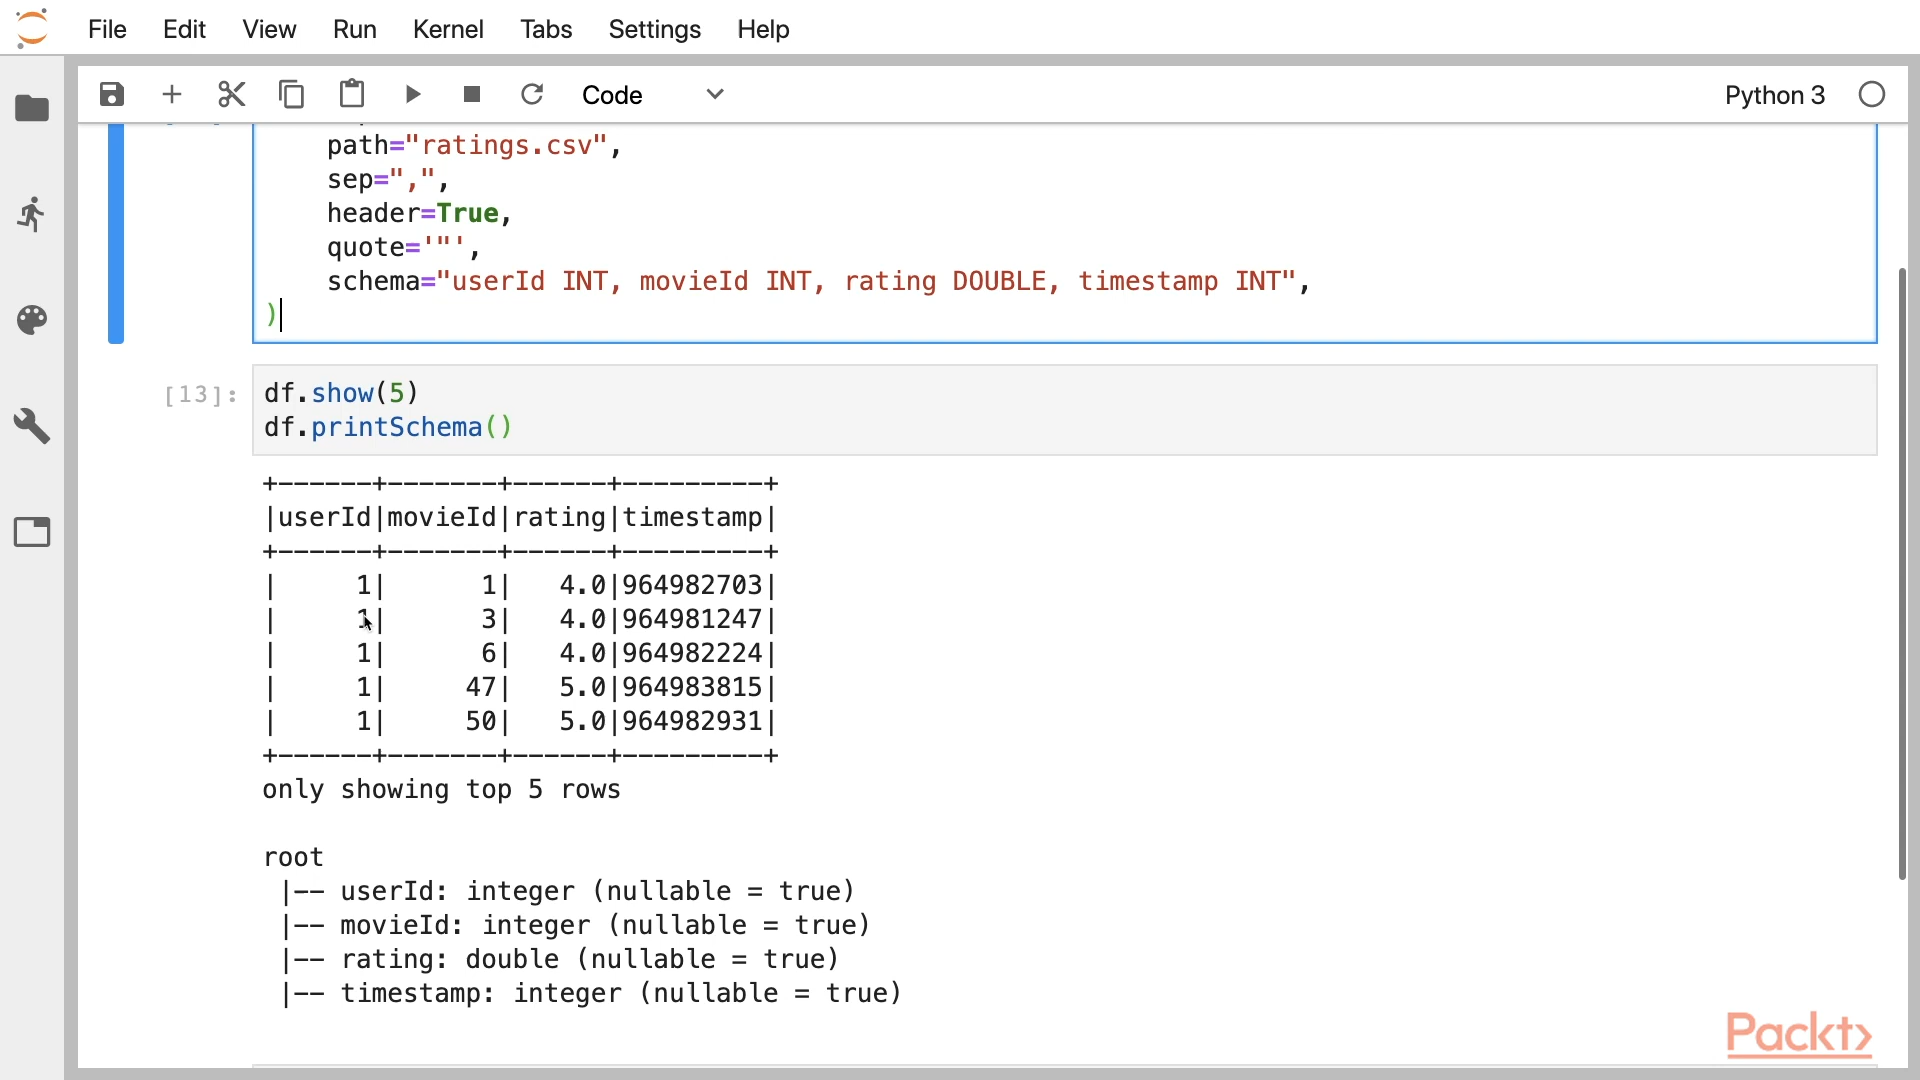 File Edit View Run Kernel Tabs Settings Help
Code Python 3
path="ratings.csv",
sep=",",
header=True,
quote='"',
schema="userId INT, movieId INT, rating DOUBLE, timestamp INT",
)
[13]: df.show(5)
df.printSchema()
+------+-------+------+---------+
|userId|movieId|rating|timestamp|
+------+-------+------+---------+
|     1|      1|   4.0|964982703|
|     1|      3|   4.0|964981247|
|     1|      6|   4.0|964982224|
|     1|     47|   5.0|964983815|
|     1|     50|   5.0|964982931|
+------+-------+------+---------+
only showing top 5 rows
root
 |-- userId: integer (nullable = true)
 |-- movieId: integer (nullable = true)
 |-- rating: double (nullable = true)
 |-- timestamp: integer (nullable = true)
Packt>